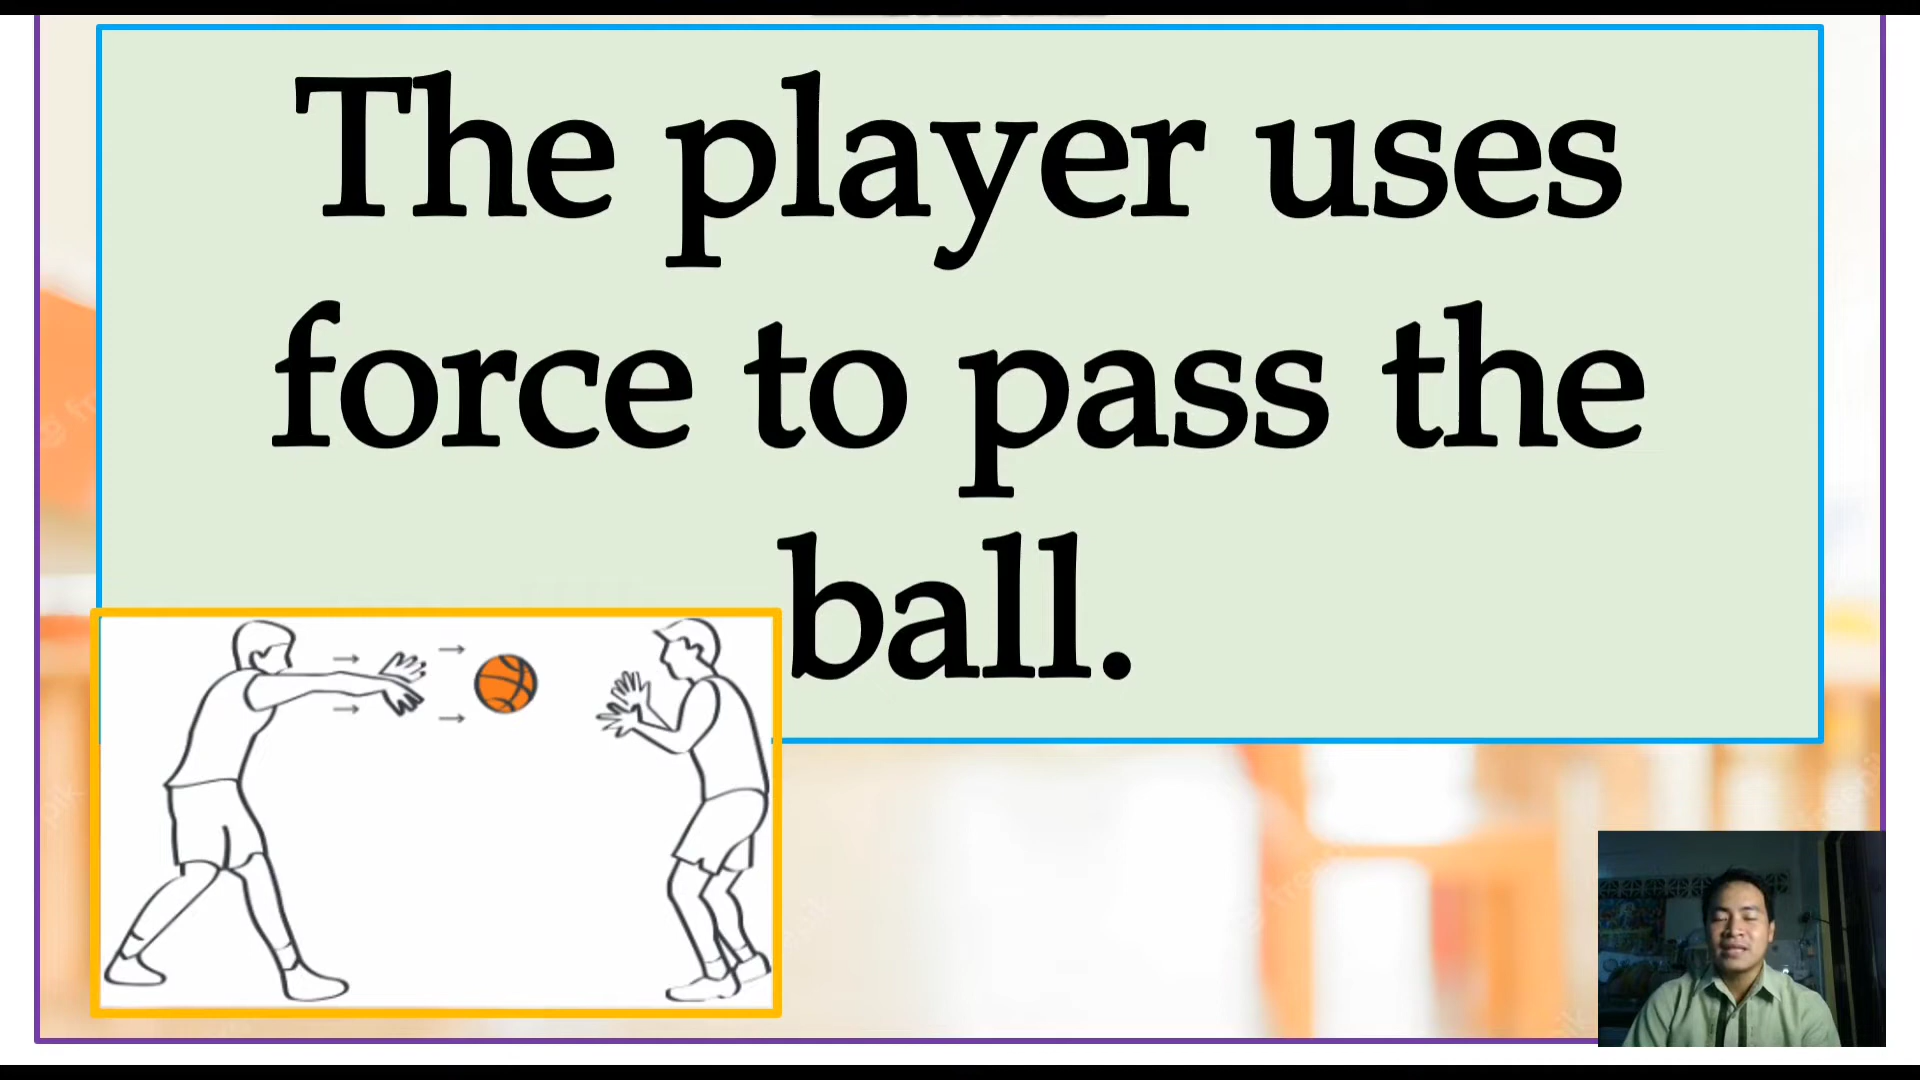 The player uses
force to pass the
ball.